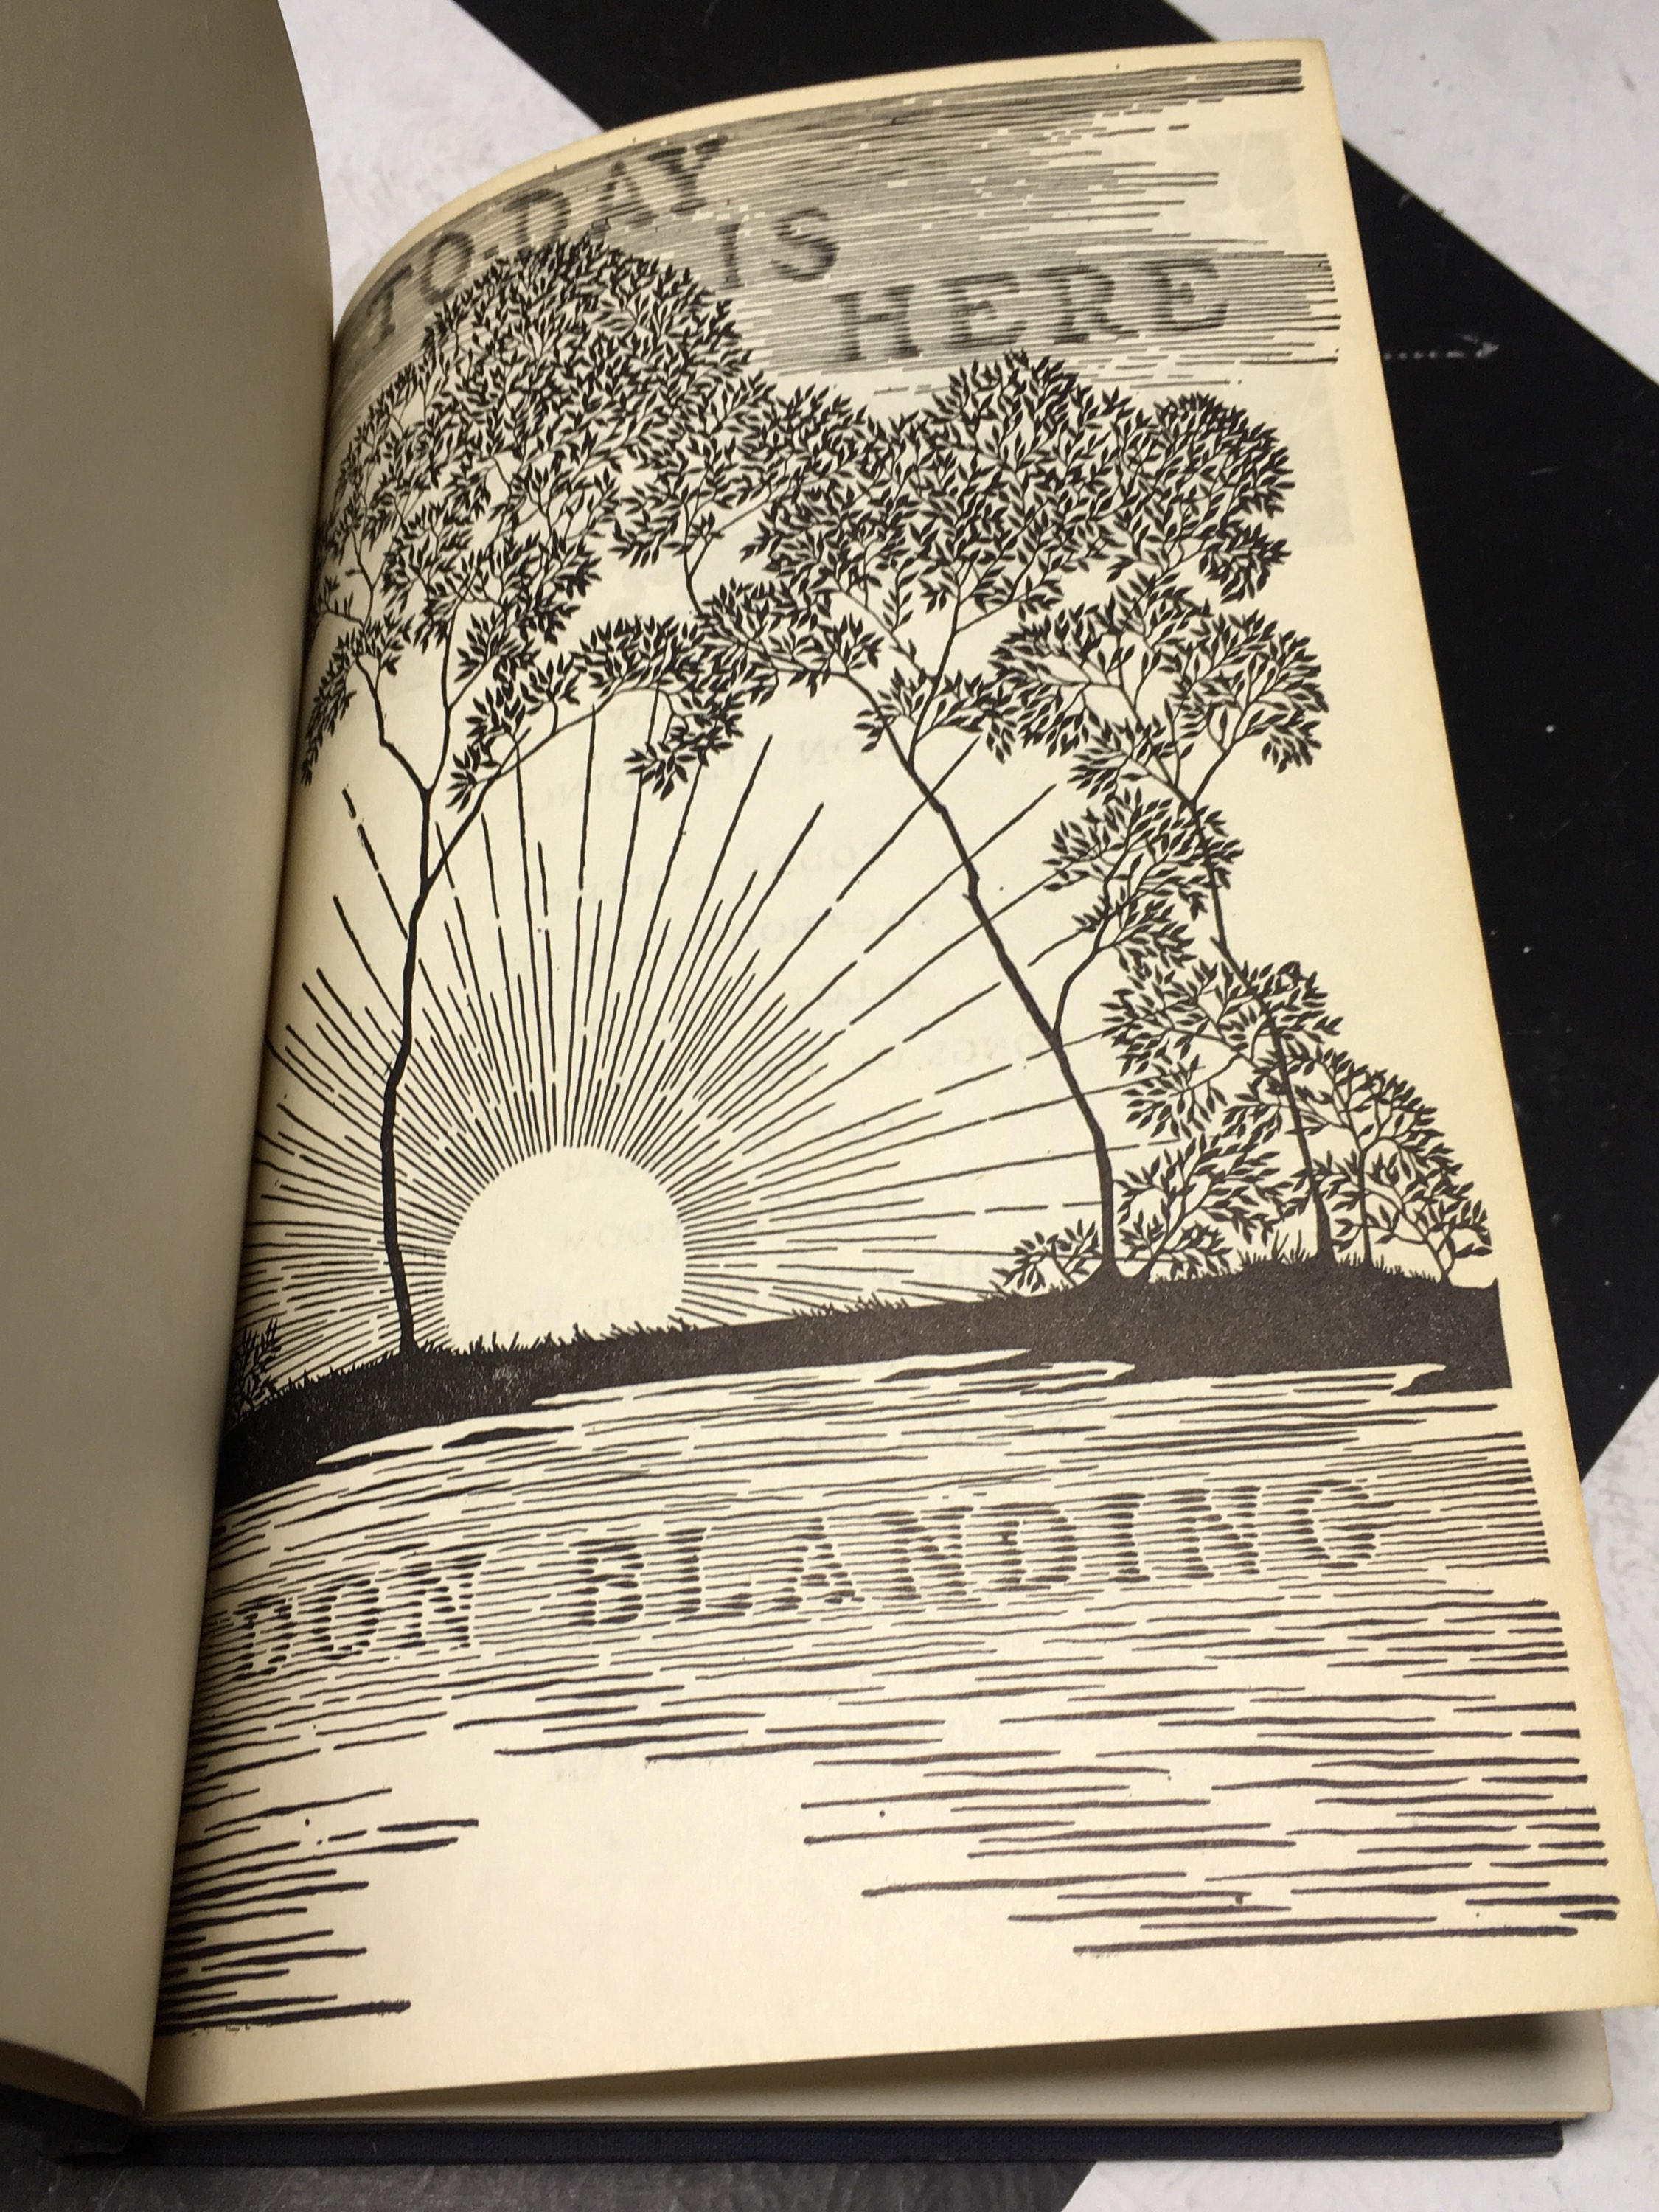 TO-DAY
IS
HERE
DON BLANDING